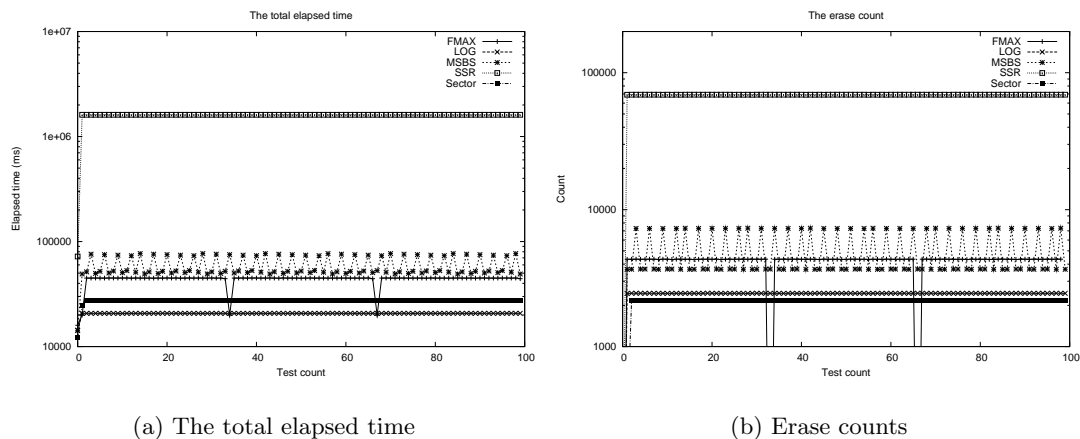 The total elapsed time
1e+07
1e+06
100000
10000
Elapsed time (ms)
FMAX
LOG
MSBS
SSR
Sector
0
20
40
60
80
100
Test count
(a) The total elapsed time
The erase count
100000
10000
1000
Count
FMAX
LOG
MSBS
SSR
Sector
0
20
40
60
80
100
Test count
(b) Erase counts